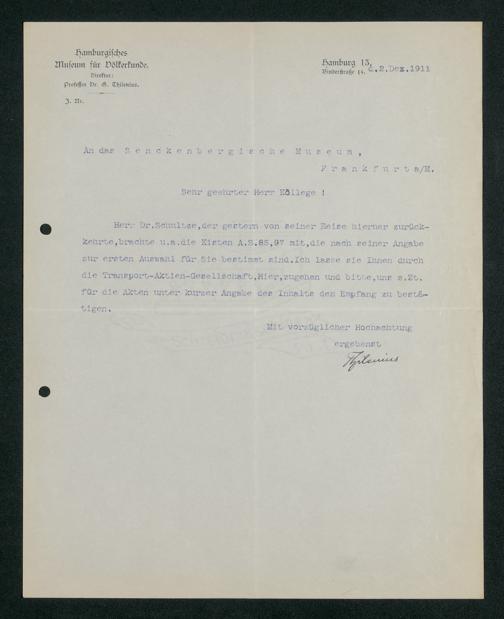 Hamburgisches
Museum für Völkerkunde.
Direktor:
Professor Dr. G. Thilenius.
J. Nr.
Hamburg 13,
Binderstraße 14. d.2.Dez.1911
An das Senckenbergische Museum,
Frankfurt a/M.
Sehr geehrter Herr Kollege !
Herr Dr.Schultze,der gestern von seiner Reise hierher zurück-
kehrte,brachte u.a.die Kisten A.S.85,97 mit,die nach seiner Angabe
zur ersten Auswahl für Sie bestimmt sind.Ich lasse sie Ihnen durch
die Transport-Aktien-Gesellschaft,Hier,zugehen und bitte,uns s.Zt.
für die Akten unter kurzer Angabe des Inhalts den Empfang zu bestä-
tigen.
Mit vorzüglicher Hochachtung
ergebenst
Thilenius